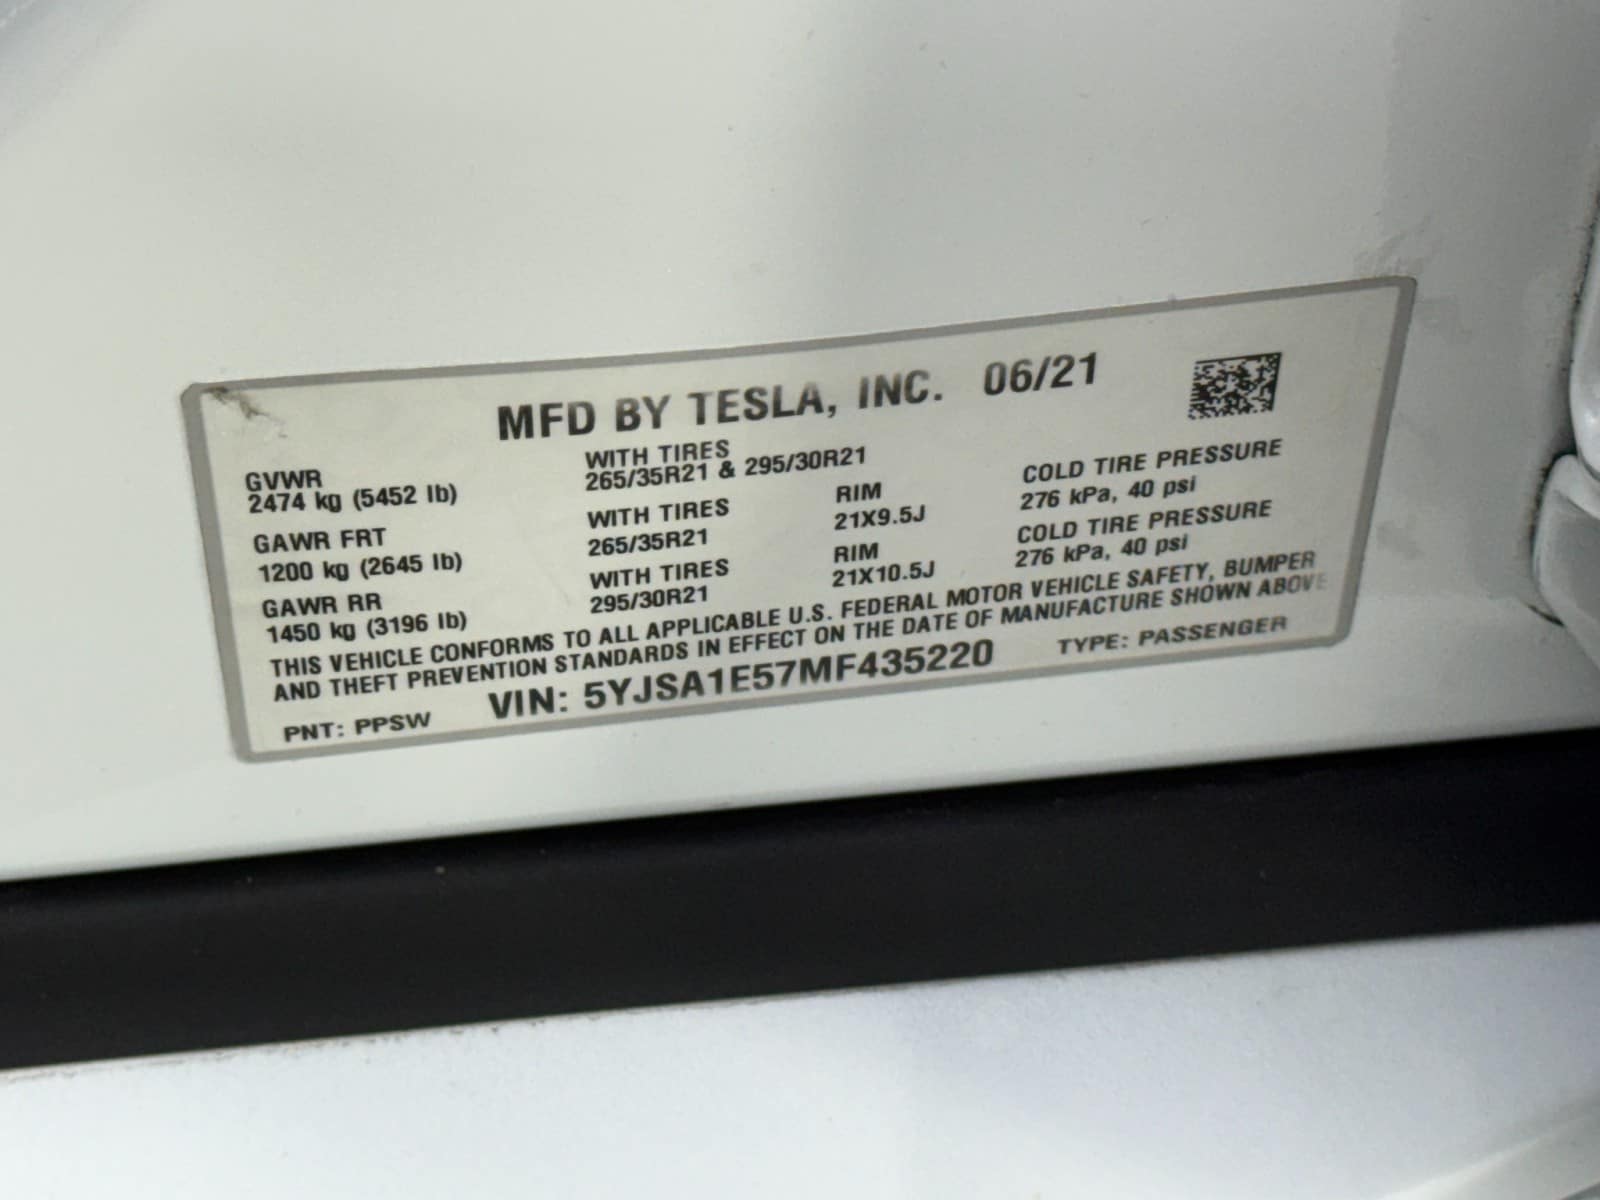 MFD BY TESLA, INC. 06/21
GVWR
2474 kg (5452 lb)
WITH TIRES
265/35R21 & 295/30R21
GAWR FRT
1200 kg (2645 lb)
WITH TIRES
265/35R21
RIM
21X9.5J
COLD TIRE PRESSURE
276 kPa, 40 psi
GAWR RR
1450 kg (3196 lb)
WITH TIRES
295/30R21
RIM
21X10.5J
COLD TIRE PRESSURE
276 kPa, 40 psi
THIS VEHICLE CONFORMS TO ALL APPLICABLE U.S. FEDERAL MOTOR VEHICLE SAFETY, BUMPER
AND THEFT PREVENTION STANDARDS IN EFFECT ON THE DATE OF MANUFACTURE SHOWN ABOVE
PNT: PPSW VIN: 5YJSA1E57MF435220 TYPE: PASSENGER